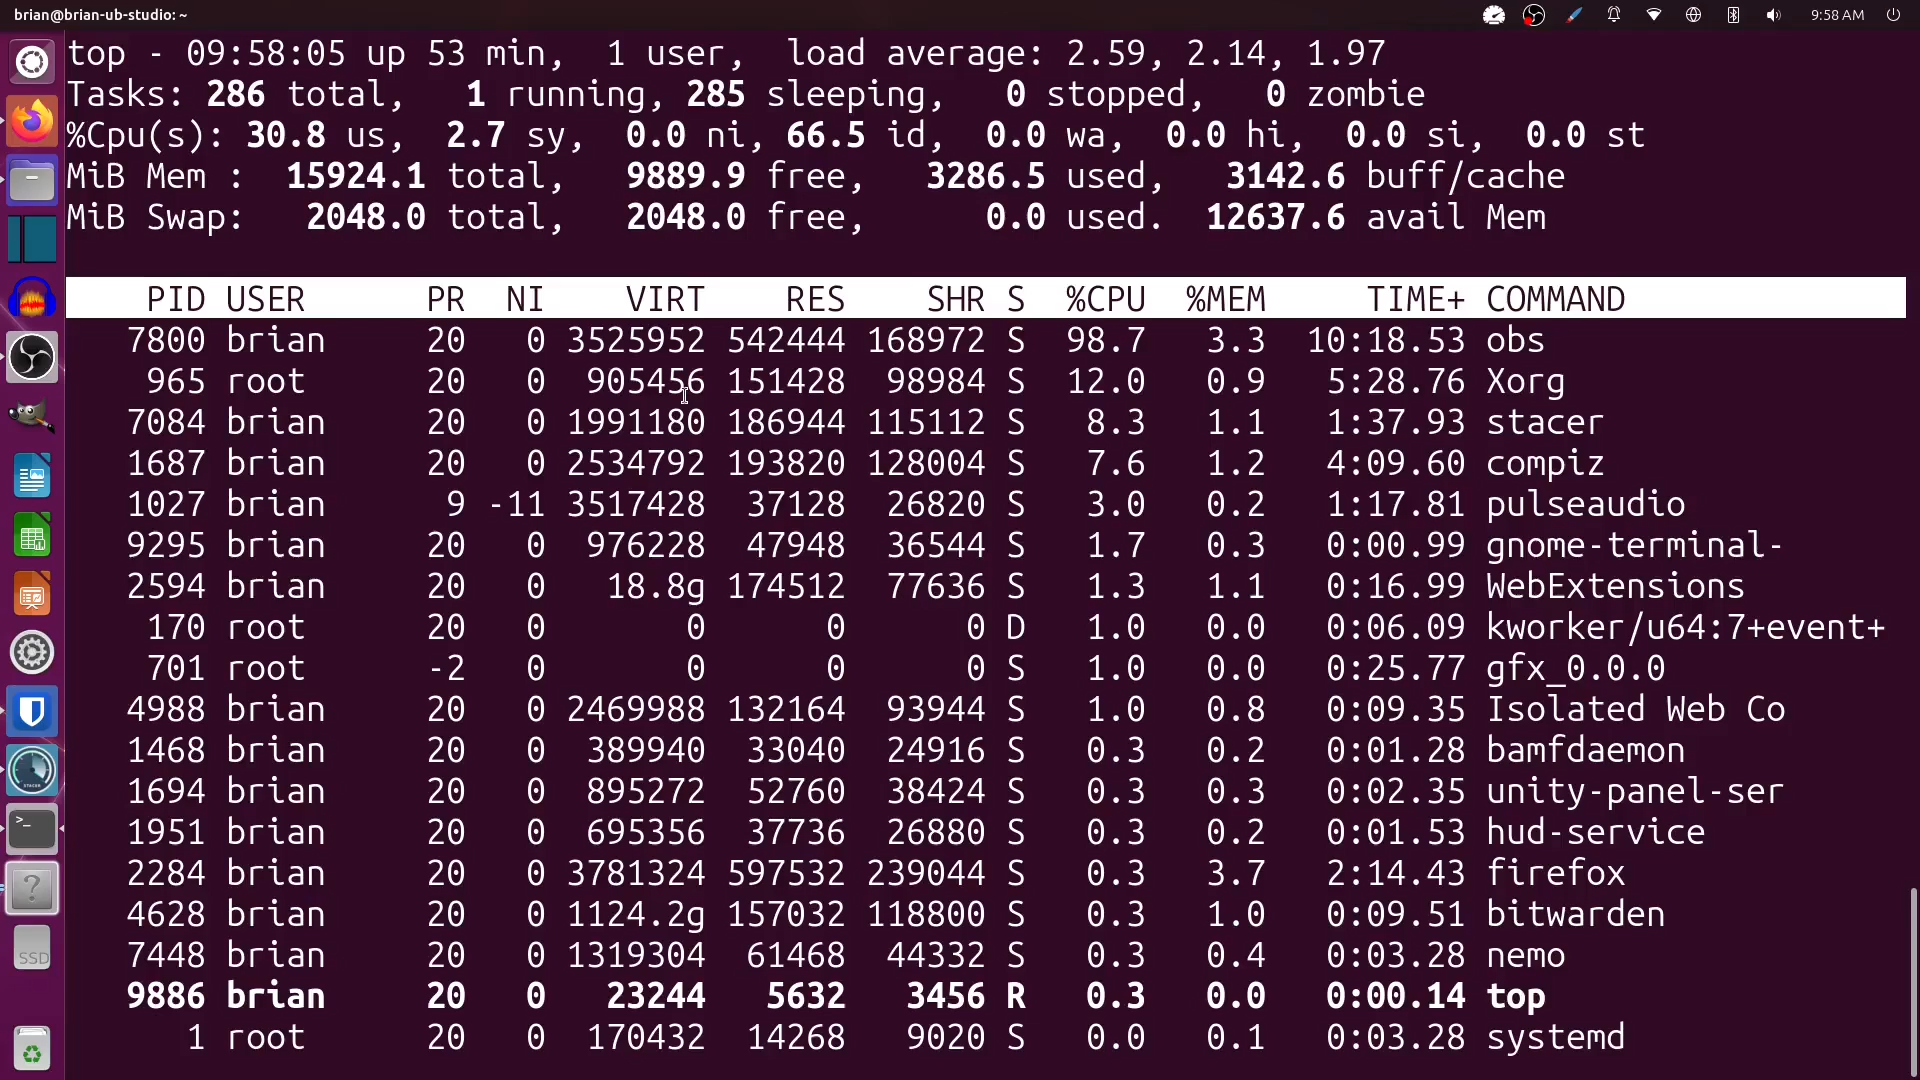 brian@brian-ub-studio: ~
9:58 AM
top - 09:58:05 up 53 min,  1 user,  load average: 2.59, 2.14, 1.97
Tasks: 286 total,   1 running, 285 sleeping,   0 stopped,   0 zombie
%Cpu(s): 30.8 us,  2.7 sy,  0.0 ni, 66.5 id,  0.0 wa,  0.0 hi,  0.0 si,  0.0 st
MiB Mem :  15924.1 total,   9889.9 free,   3286.5 used,   3142.6 buff/cache
MiB Swap:   2048.0 total,   2048.0 free,      0.0 used.  12637.6 avail Mem
PID USER      PR  NI    VIRT    RES    SHR S  %CPU  %MEM     TIME+ COMMAND
7800 brian     20   0 3525952 542444 168972 S  98.7   3.3  10:18.53 obs
965 root      20   0  905456 151428  98984 S  12.0   0.9   5:28.76 Xorg
7084 brian     20   0 1991180 186944 115112 S   8.3   1.1   1:37.93 stacer
1687 brian     20   0 2534792 193820 128004 S   7.6   1.2   4:09.60 compiz
1027 brian      9 -11 3517428  37128  26820 S   3.0   0.2   1:17.81 pulseaudio
9295 brian     20   0  976228  47948  36544 S   1.7   0.3   0:00.99 gnome-terminal-
2594 brian     20   0   18.8g 174512  77636 S   1.3   1.1   0:16.99 WebExtensions
170 root      20   0       0      0      0 D   1.0   0.0   0:06.09 kworker/u64:7+event+
701 root      -2   0       0      0      0 S   1.0   0.0   0:25.77 gfx_0.0.0
4988 brian     20   0 2469988 132164  93944 S   1.0   0.8   0:09.35 Isolated Web Co
1468 brian     20   0  389940  33040  24916 S   0.3   0.2   0:01.28 bamfdaemon
1694 brian     20   0  895272  52760  38424 S   0.3   0.3   0:02.35 unity-panel-ser
1951 brian     20   0  695356  37736  26880 S   0.3   0.2   0:01.53 hud-service
2284 brian     20   0 3781324 597532 239044 S   0.3   3.7   2:14.43 firefox
4628 brian     20   0 1124.2g 157032 118800 S   0.3   1.0   0:09.51 bitwarden
7448 brian     20   0 1319304  61468  44332 S   0.3   0.4   0:03.28 nemo
9886 brian     20   0   23244   5632   3456 R   0.3   0.0   0:00.14 top
1 root      20   0  170432  14268   9020 S   0.0   0.1   0:03.28 systemd
STACER
>_
?
SSD